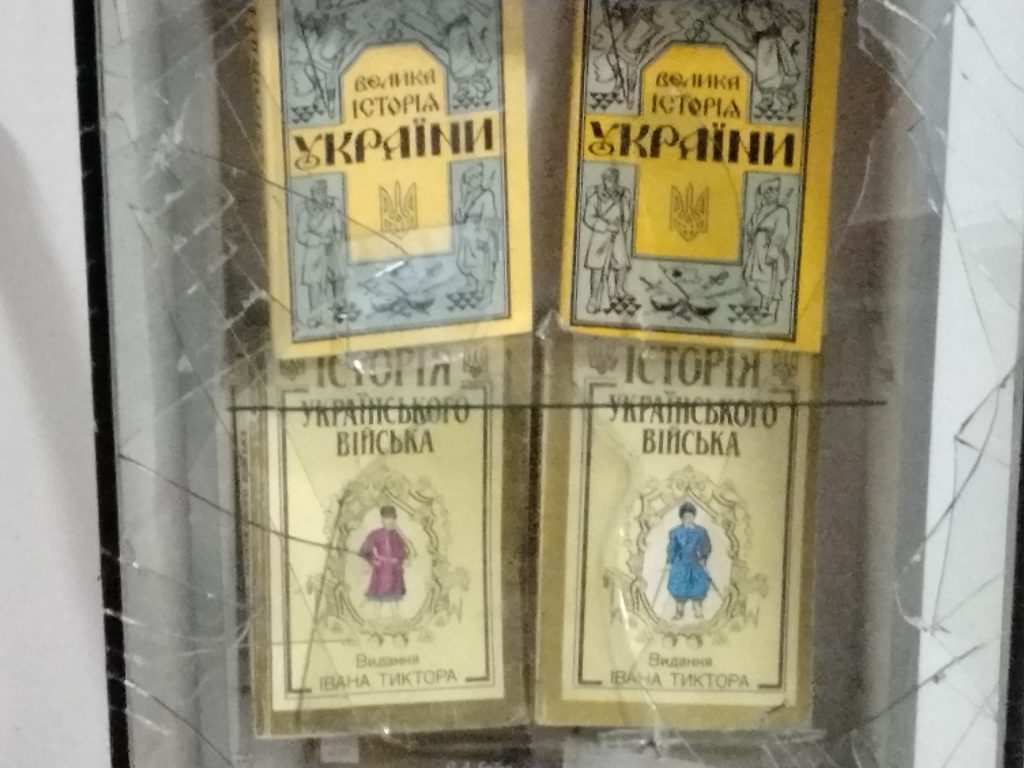 ВЕЛИКА
ІСТОРІЯ
УКРАЇНИ
ВЕЛИКА
ІСТОРІЯ
УКРАЇНИ
ІСТОРІЯ
УКРАЇНСЬКОГО
ВІЙСЬКА
Видання
ІВАНА ТИКТОРА
ІСТОРІЯ
УКРАЇНСЬКОГО
ВІЙСЬКА
Видання
ІВАНА ТИКТОРА